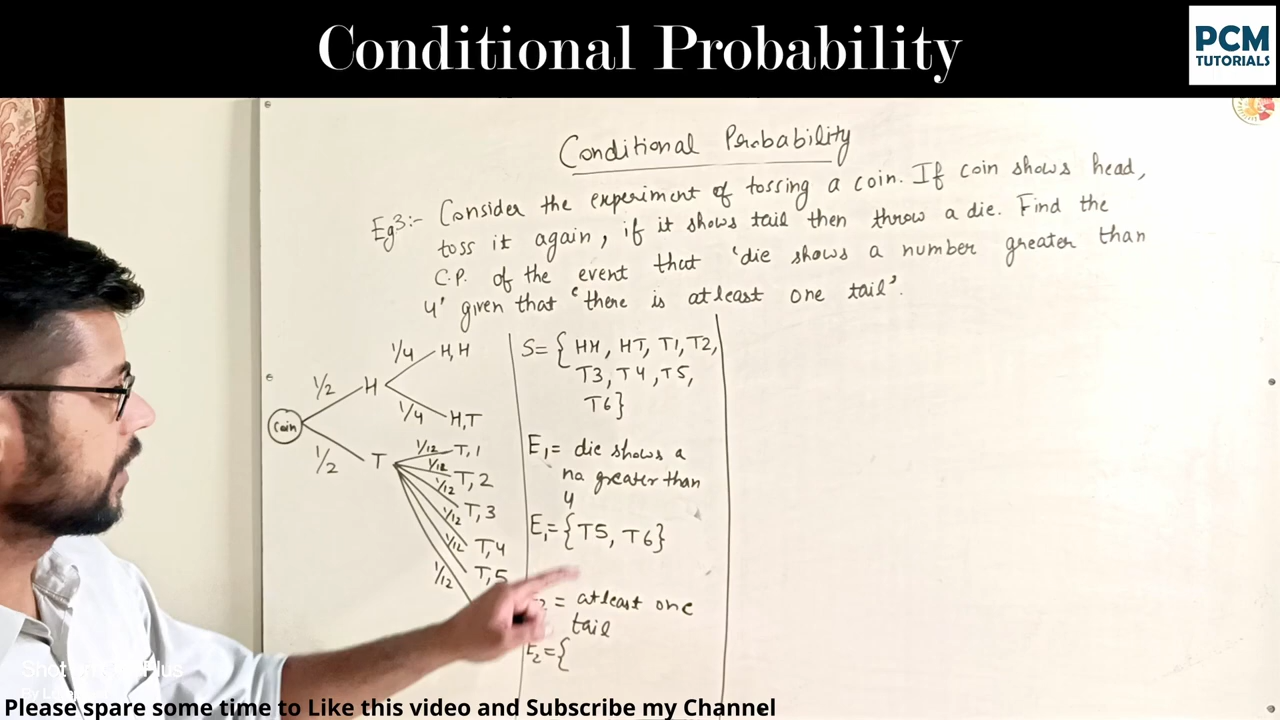 Conditional Probability
PCM
TUTORIALS
Conditional Probability
Eg3:- Consider the experiment of tossing a coin. If coin shows head,
toss it again, if it shows tail then throw a die. Find the
C.P. of the event that 'die shows a number greater than
4' given that 'there is atleast one tail'.
1/4 H,H
1/2 H
1/4 H,T
Coin
1/2 T
1/12 T,1
1/12 T,2
1/12 T,3
1/12 T,4
1/12 T,5
1/12
S={ HH, HT, T1, T2,
T3, T4, T5,
T6}
E1= die shows a
no greater than
4
E1={T5, T6}
= atleast one
tail
E2={
Please spare some time to Like this video and Subscribe my Channel